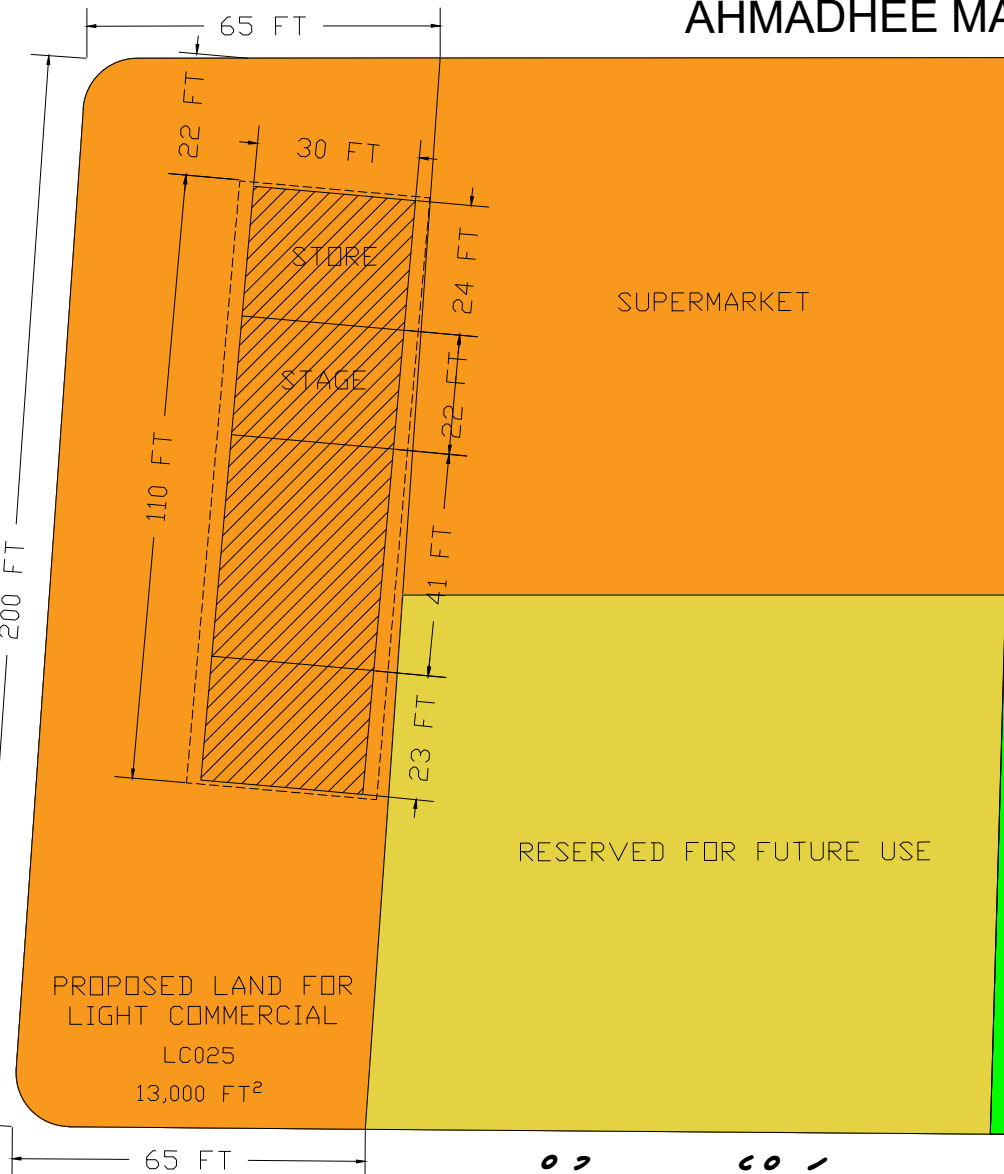 AHMADHEE MA
65 FT
22 FT
30 FT
STORE
24 FT
SUPERMARKET
STAGE
22 FT
110 FT
41 FT
200 FT
23 FT
RESERVED FOR FUTURE USE
PROPOSED LAND FOR
LIGHT COMMERCIAL
LC025
13,000 FT²
65 FT